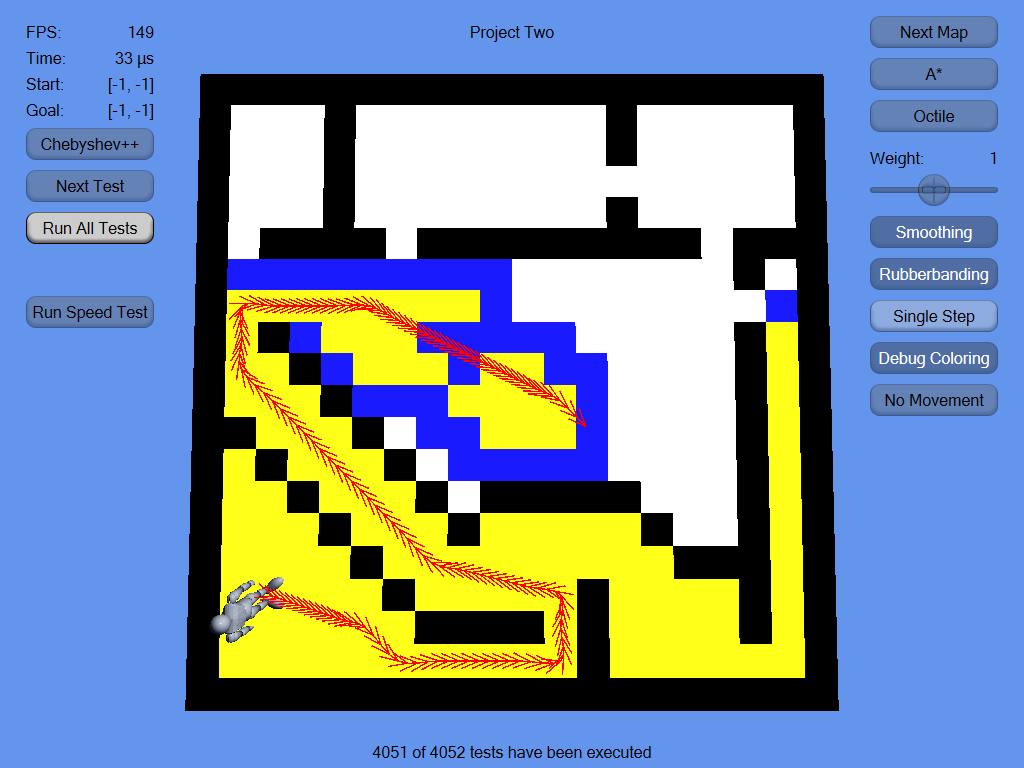 FPS: 149
Time: 33 µs
Start: [-1, -1]
Goal: [-1, -1]
Chebyshev++
Next Test
Run All Tests
Run Speed Test
Project Two
Next Map
A*
Octile
Weight: 1
Smoothing
Rubberbanding
Single Step
Debug Coloring
No Movement
4051 of 4052 tests have been executed